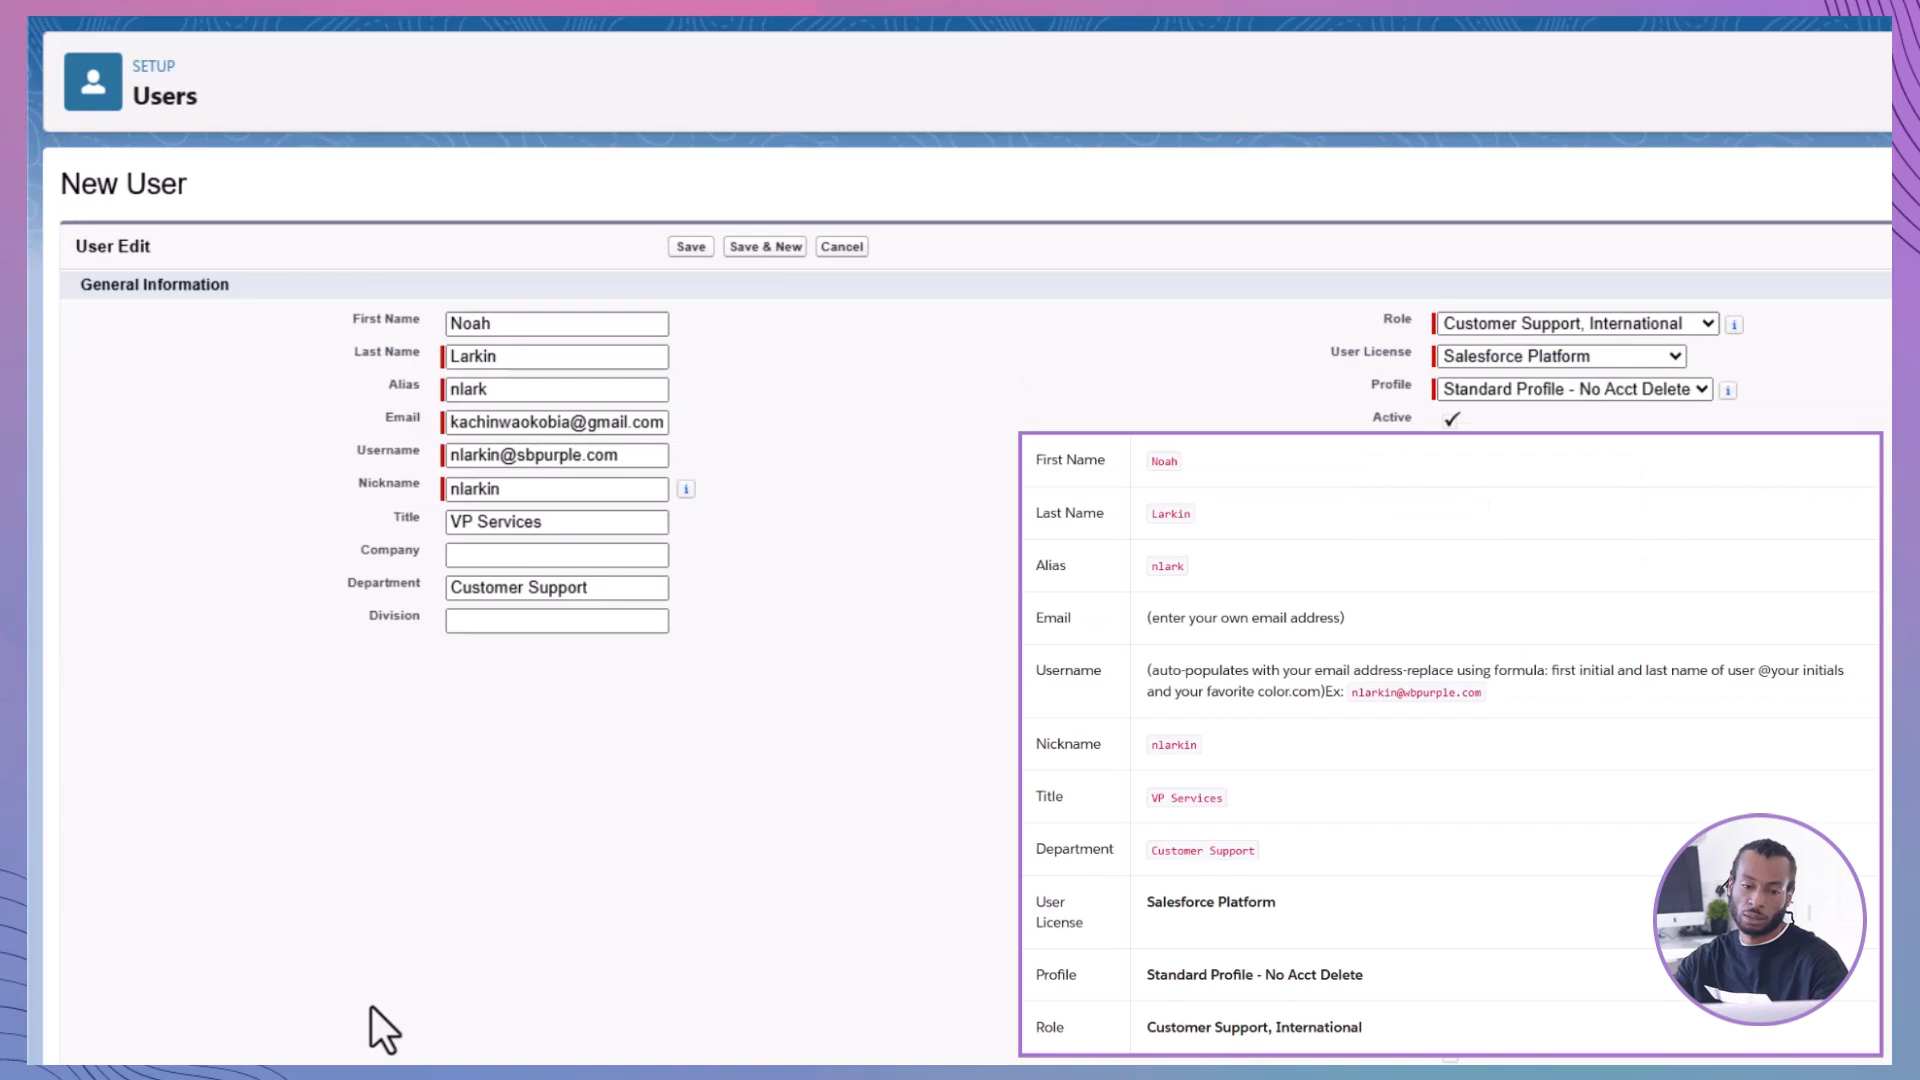 SETUP
Users
New User
User Edit
Save
Save & New
Cancel
General Information
First Name
Noah
Last Name
Larkin
Alias
nlark
Email
kachinwaokobia@gmail.com
Username
nlarkin@sbpurple.com
Nickname
nlarkin
i
Title
VP Services
Company
Department
Customer Support
Division
Role
Customer Support, International
i
User License
Salesforce Platform
Profile
Standard Profile - No Acct Delete
i
Active
First Name
Noah
Last Name
Larkin
Alias
nlark
Email
(enter your own email address)
Username
(auto-populates with your email address-replace using formula: first initial and last name of user @your initials
and your favorite color.com)Ex: nlarkin@wbpurple.com
Nickname
nlarkin
Title
VP Services
Department
Customer Support
User
License
Salesforce Platform
Profile
Standard Profile - No Acct Delete
Role
Customer Support, International